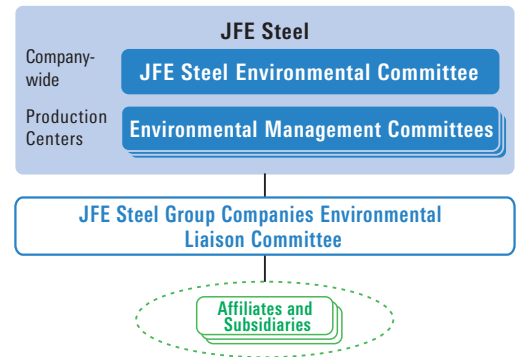 JFE Steel
Company-
wide
JFE Steel Environmental Committee
Production
Centers
Environmental Management Committees
JFE Steel Group Companies Environmental
Liaison Committee
Affiliates and
Subsidiaries